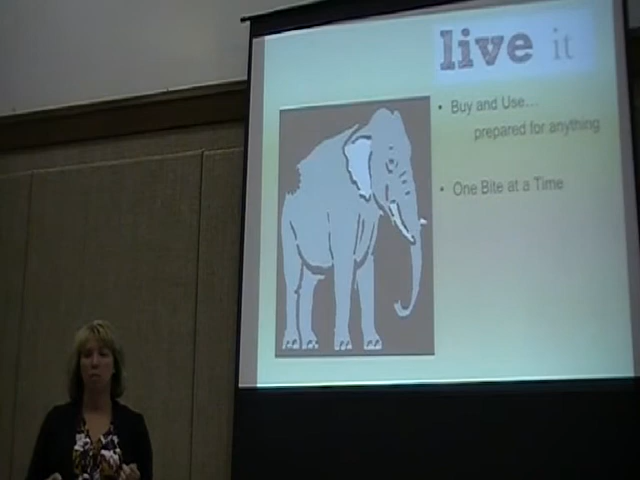 live it
• Buy and Use...
prepared for anything
• One Bite at a Time